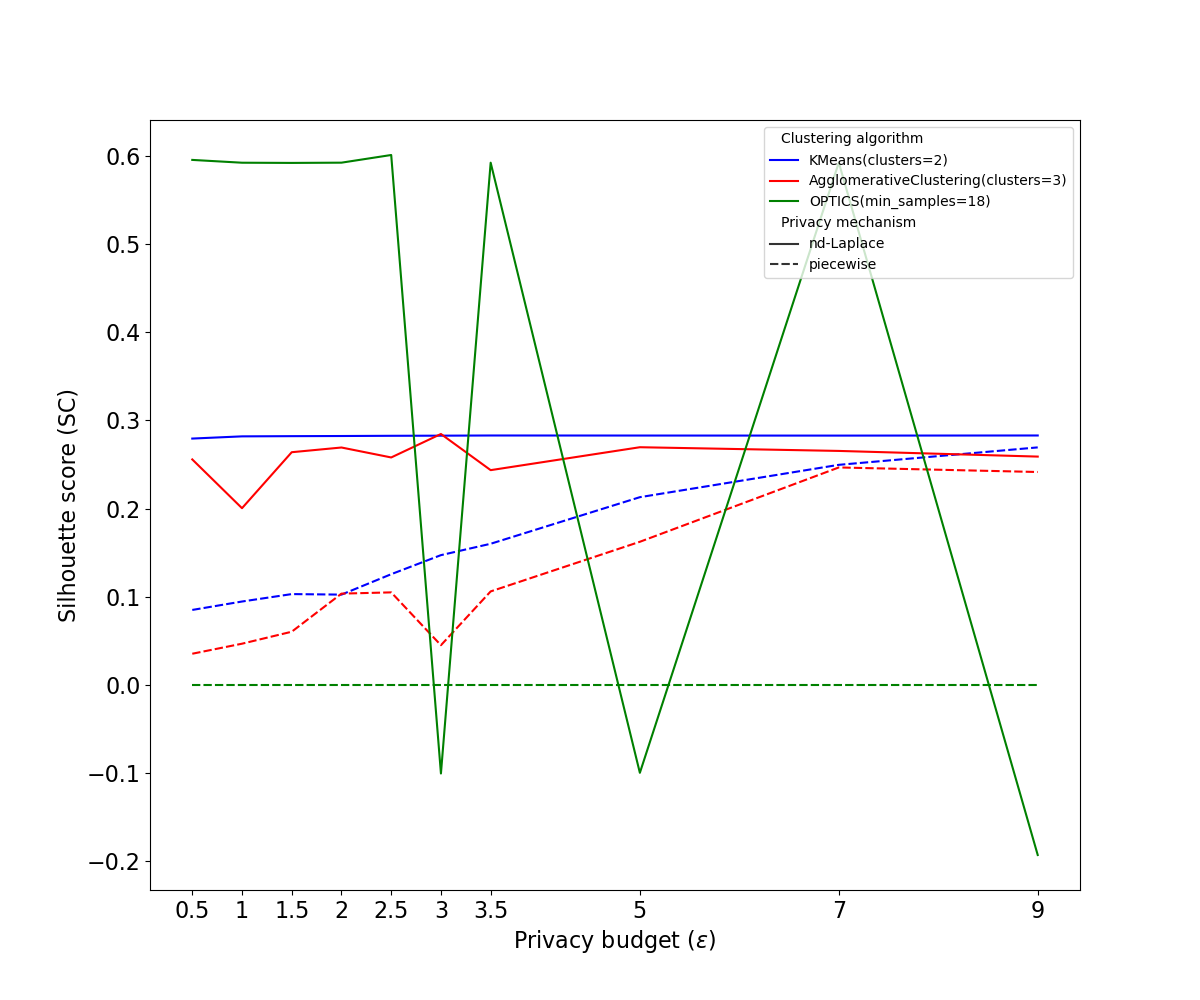 Clustering algorithm
KMeans(clusters=2)
AgglomerativeClustering(clusters=3)
OPTICS(min_samples=18)
Privacy mechanism
nd-Laplace
piecewise
Silhouette score (SC)
0.6
0.5
0.4
0.3
0.2
0.1
0.0
−0.1
−0.2
0.5 1 1.5 2 2.5 3 3.5 5 7 9
Privacy budget (ε)